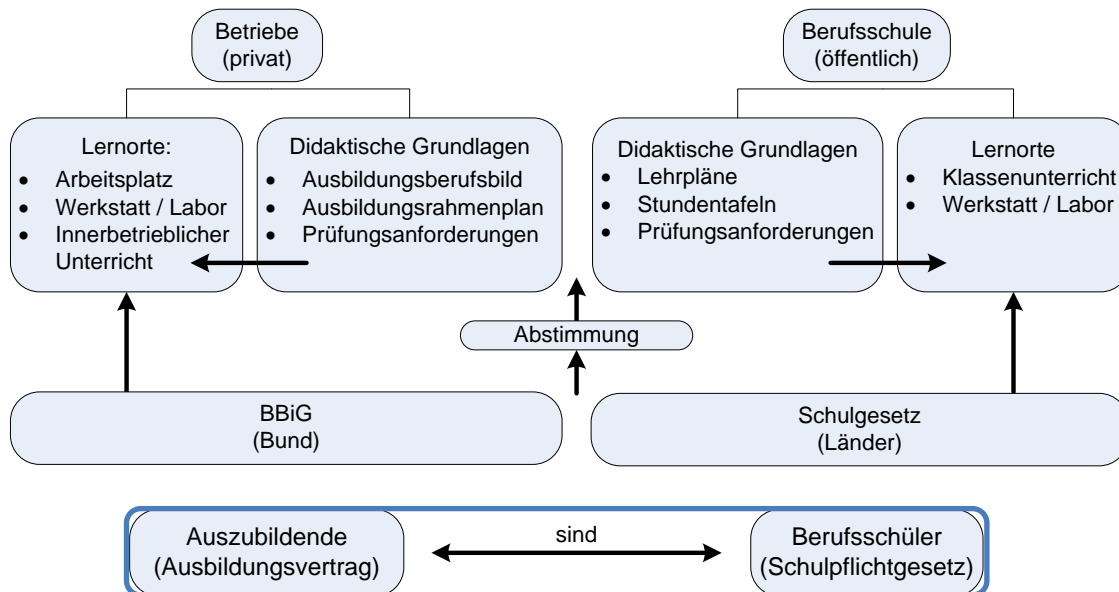 Betriebe
(privat)
Berufsschule
(öffentlich)
Lernorte:
• Arbeitsplatz
• Werkstatt / Labor
• Innerbetrieblicher
Unterricht
Didaktische Grundlagen
• Ausbildungsberufsbild
• Ausbildungsrahmenplan
• Prüfungsanforderungen
Didaktische Grundlagen
• Lehrpläne
• Stundentafeln
• Prüfungsanforderungen
Lernorte
• Klassenunterricht
• Werkstatt / Labor
Abstimmung
BBiG
(Bund)
Schulgesetz
(Länder)
Auszubildende
(Ausbildungsvertrag)
sind
Berufsschüler
(Schulpflichtgesetz)